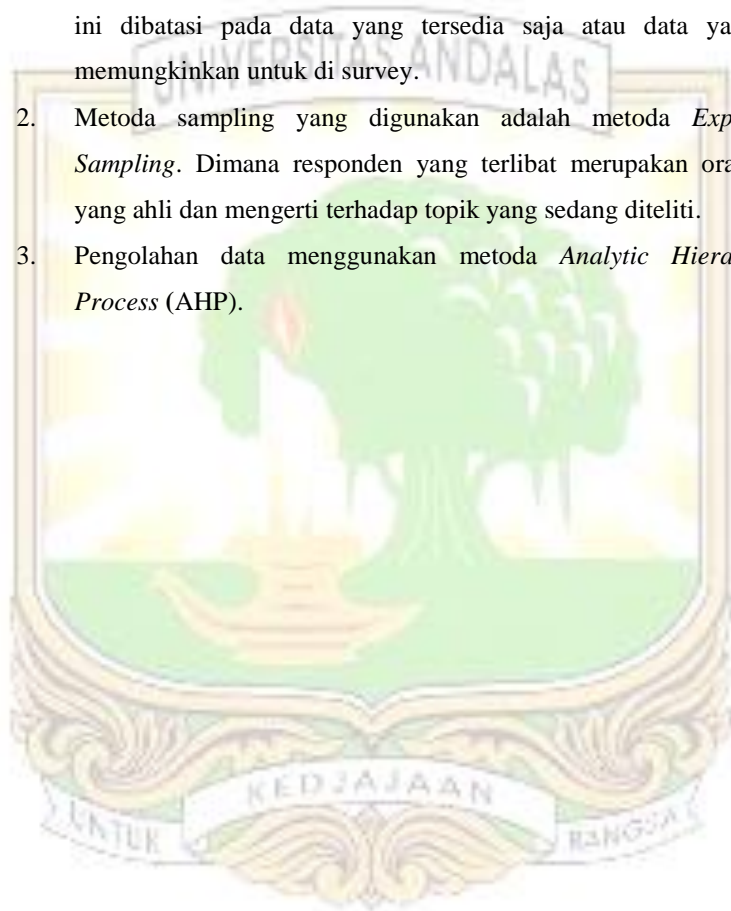 ini dibatasi pada data yang tersedia saja atau data ya
memungkinkan untuk di survey.
UNIVERSITAS ANDALAS
2. Metoda sampling yang digunakan adalah metoda Exp
Sampling. Dimana responden yang terlibat merupakan ora
yang ahli dan mengerti terhadap topik yang sedang diteliti.
3. Pengolahan data menggunakan metoda Analytic Hiera
Process (AHP).
UNTUK KEDJAJAAN BANGSA